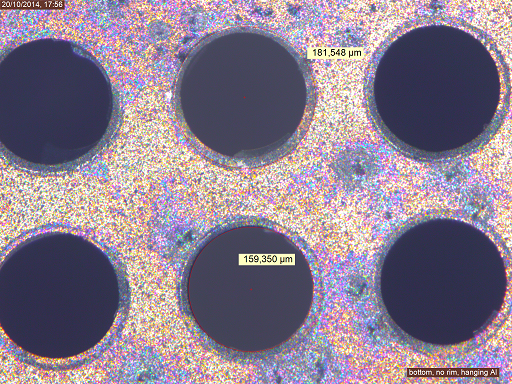 20/10/2014, 17:56
181,548 µm
159,350 µm
bottom, no rim, hanging Al